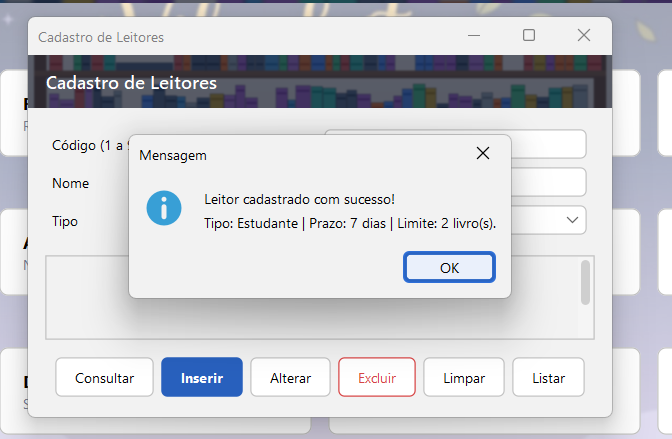 Cadastro de Leitores
Cadastro de Leitores
Código (1 a
Mensagem
Nome
Leitor cadastrado com sucesso!
Tipo
Tipo: Estudante | Prazo: 7 dias | Limite: 2 livro(s).
OK
Consultar Inserir Alterar Excluir Limpar Listar